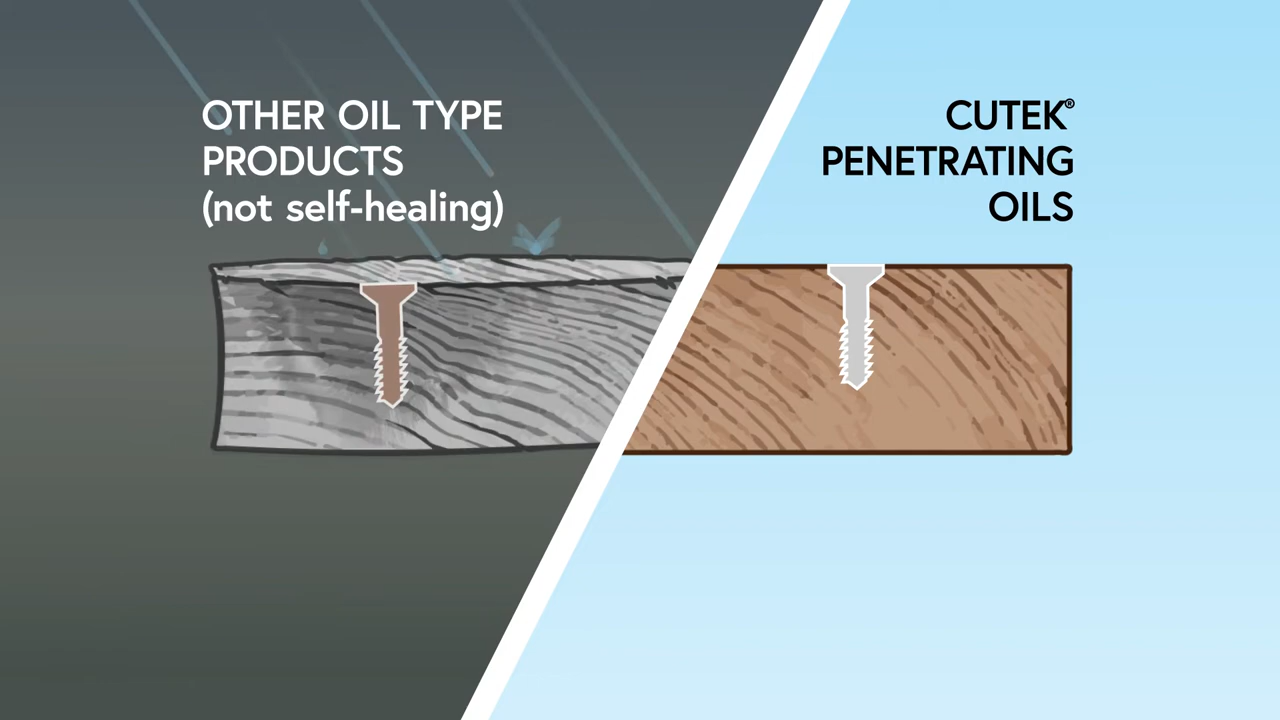 OTHER OIL TYPE
PRODUCTS
(not self-healing)
CUTEK®
PENETRATING
OILS